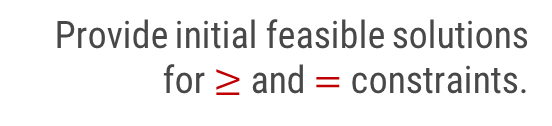 Provide initial feasible solutions
for ≥ and = constraints.